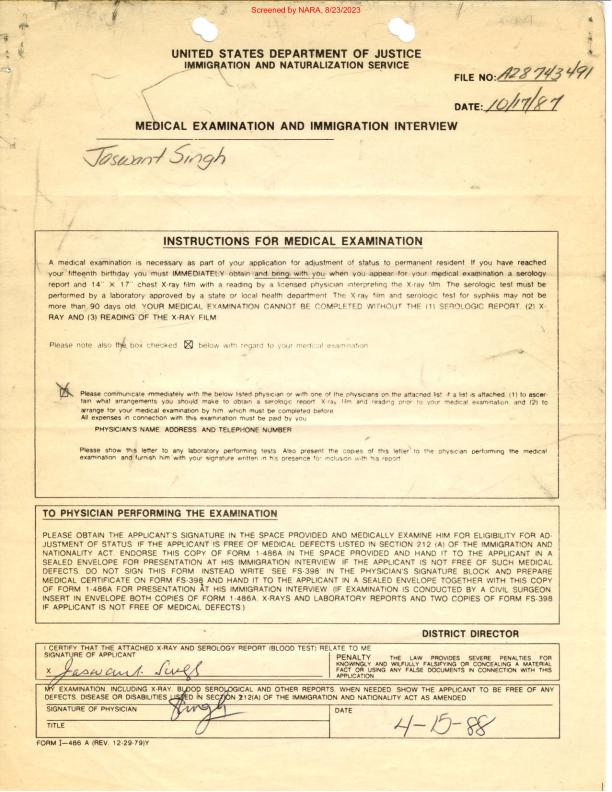 Screened by NARA, 8/23/2023
UNITED STATES DEPARTMENT OF JUSTICE
IMMIGRATION AND NATURALIZATION SERVICE
FILE NO: A28743491
DATE: 10/17/87
MEDICAL EXAMINATION AND IMMIGRATION INTERVIEW
Jaswant Singh
INSTRUCTIONS FOR MEDICAL EXAMINATION
A medical examination is necessary as part of your application for adjustment of status to permanent resident. If you have reached
your fifteenth birthday you must IMMEDIATELY obtain and bring with you when you appear for your medical examination a serology
report and 14" X 17" chest X-ray film with a reading by a licensed physician interpreting the X-ray film. The serologic test must be
performed by a laboratory approved by a state or local health department. The X-ray film and serologic test for syphilis may not be
more than 90 days old. YOUR MEDICAL EXAMINATION CANNOT BE COMPLETED WITHOUT THE (1) SEROLOGIC REPORT, (2) X-
RAY AND (3) READING OF THE X-RAY FILM.
Please note also the box checked ☒ below with regard to your medical examination
☒ Please communicate immediately with the below listed physician or with one of the physicians on the attached list, if a list is attached, (1) to ascer-
tain what arrangements you should make to obtain a serologic report, X-ray film and reading prior to your medical examination, and (2) to
arrange for your medical examination by him, which must be completed before
All expenses in connection with this examination must be paid by you
PHYSICIAN'S NAME, ADDRESS AND TELEPHONE NUMBER
Please show this letter to any laboratory performing tests. Also present the copies of this letter to the physician performing the medical
examination and furnish him with your signature written in his presence for inclusion with his report
TO PHYSICIAN PERFORMING THE EXAMINATION
PLEASE OBTAIN THE APPLICANT'S SIGNATURE IN THE SPACE PROVIDED AND MEDICALLY EXAMINE HIM FOR ELIGIBILITY FOR AD-
JUSTMENT OF STATUS. IF THE APPLICANT IS FREE OF MEDICAL DEFECTS LISTED IN SECTION 212 (A) OF THE IMMIGRATION AND
NATIONALITY ACT, ENDORSE THIS COPY OF FORM 1-486A IN THE SPACE PROVIDED AND HAND IT TO THE APPLICANT IN A
SEALED ENVELOPE FOR PRESENTATION AT HIS IMMIGRATION INTERVIEW. IF THE APPLICANT IS NOT FREE OF SUCH MEDICAL
DEFECTS, DO NOT SIGN THIS FORM. INSTEAD WRITE "SEE FS-398" IN THE PHYSICIAN'S SIGNATURE BLOCK AND PREPARE
MEDICAL CERTIFICATE ON FORM FS-398 AND HAND IT TO THE APPLICANT IN A SEALED ENVELOPE TOGETHER WITH THIS COPY
OF FORM 1-486A FOR PRESENTATION AT HIS IMMIGRATION INTERVIEW. (IF EXAMINATION IS CONDUCTED BY A CIVIL SURGEON
INSERT IN ENVELOPE BOTH COPIES OF FORM 1-486A, X-RAYS AND LABORATORY REPORTS AND TWO COPIES OF FORM FS-398
IF APPLICANT IS NOT FREE OF MEDICAL DEFECTS.)
DISTRICT DIRECTOR
I CERTIFY THAT THE ATTACHED X-RAY AND SEROLOGY REPORT (BLOOD TEST) RELATE TO ME
SIGNATURE OF APPLICANT
X Jaswant Singh
PENALTY THE LAW PROVIDES SEVERE PENALTIES FOR
KNOWINGLY AND WILFULLY FALSIFYING OR CONCEALING A MATERIAL
FACT OR USING ANY FALSE DOCUMENTS IN CONNECTION WITH THIS
APPLICATION
MY EXAMINATION, INCLUDING X-RAY, BLOOD SEROLOGICAL AND OTHER REPORTS, WHEN NEEDED, SHOW THE APPLICANT TO BE FREE OF ANY
DEFECTS, DISEASE OR DISABILITIES LISTED IN SECTION 212(A) OF THE IMMIGRATION AND NATIONALITY ACT AS AMENDED.
SIGNATURE OF PHYSICIAN
Singh
DATE
4-15-88
TITLE
FORM I-486 A (REV. 12-29-79)Y